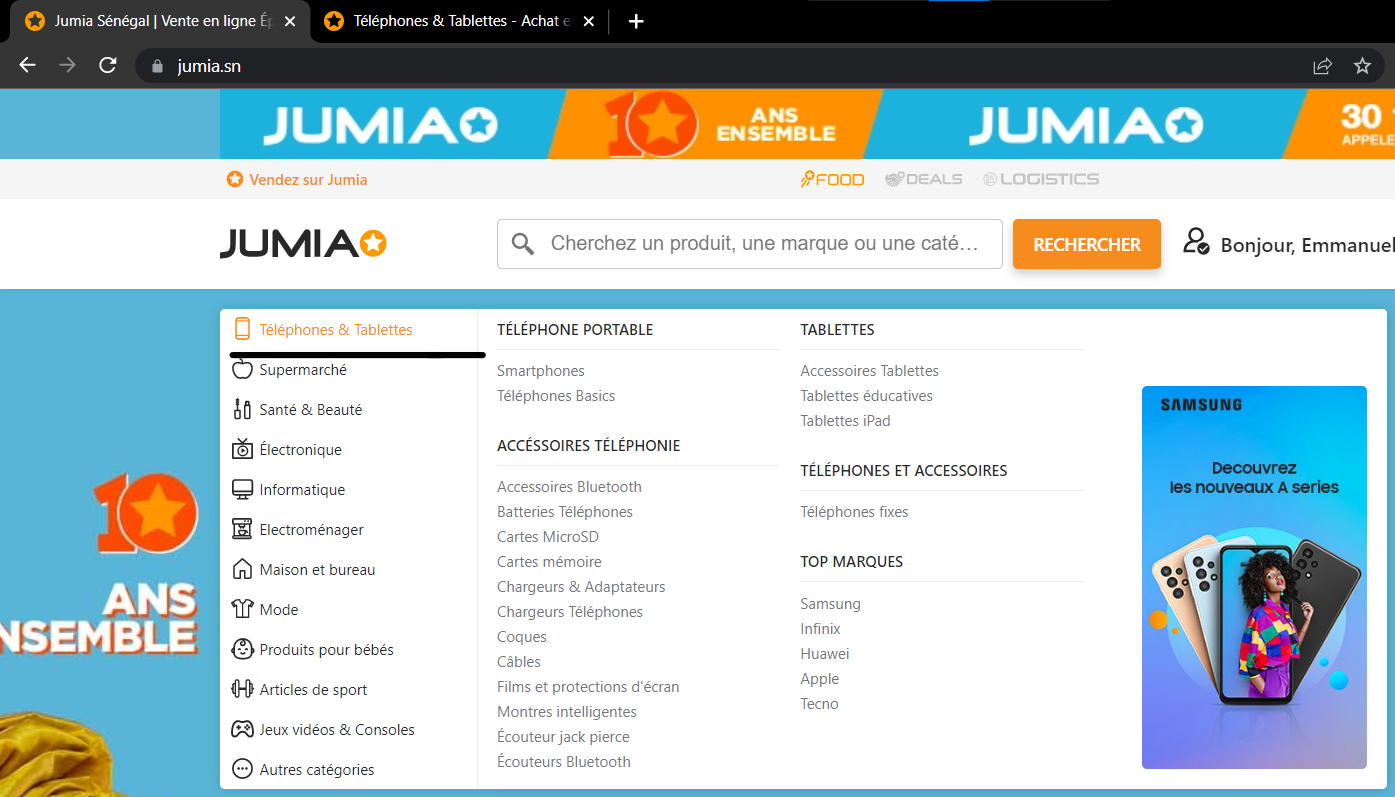 Jumia Sénégal | Vente en ligne Ép
Téléphones & Tablettes - Achat e
jumia.sn
JUMIA
10 ANS
ENSEMBLE
JUMIA
30
APPELE
Vendez sur Jumia
FOOD
DEALS
LOGISTICS
JUMIA
Cherchez un produit, une marque ou une caté…
RECHERCHER
Bonjour, Emmanuel
Téléphones & Tablettes
Supermarché
Santé & Beauté
Électronique
Informatique
Electroménager
Maison et bureau
Mode
Produits pour bébés
Articles de sport
Jeux vidéos & Consoles
Autres catégories
TÉLÉPHONE PORTABLE
Smartphones
Téléphones Basics
ACCÉSSOIRES TÉLÉPHONIE
Accessoires Bluetooth
Batteries Téléphones
Cartes MicroSD
Cartes mémoire
Chargeurs & Adaptateurs
Chargeurs Téléphones
Coques
Câbles
Films et protections d'écran
Montres intelligentes
Écouteur jack pierce
Écouteurs Bluetooth
TABLETTES
Accessoires Tablettes
Tablettes éducatives
Tablettes iPad
TÉLÉPHONES ET ACCESSOIRES
Téléphones fixes
TOP MARQUES
Samsung
Infinix
Huawei
Apple
Tecno
SAMSUNG
Decouvrez
les nouveaux A series
10
ANS
NSEMBLE